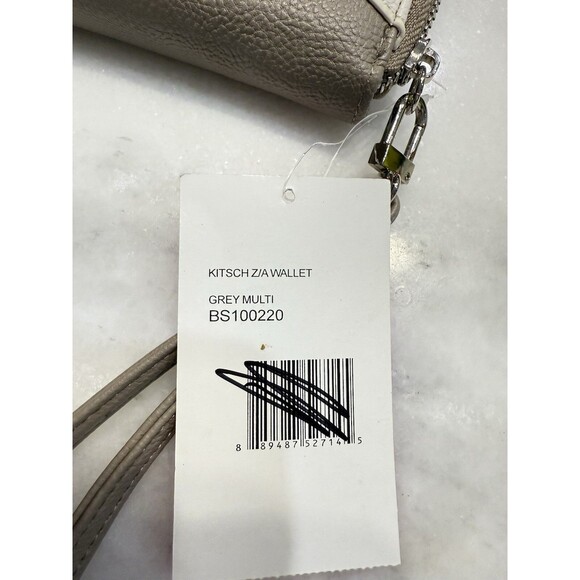 KITSCH Z/A WALLET
GREY MULTI
BS100220
8 89487 52714 5